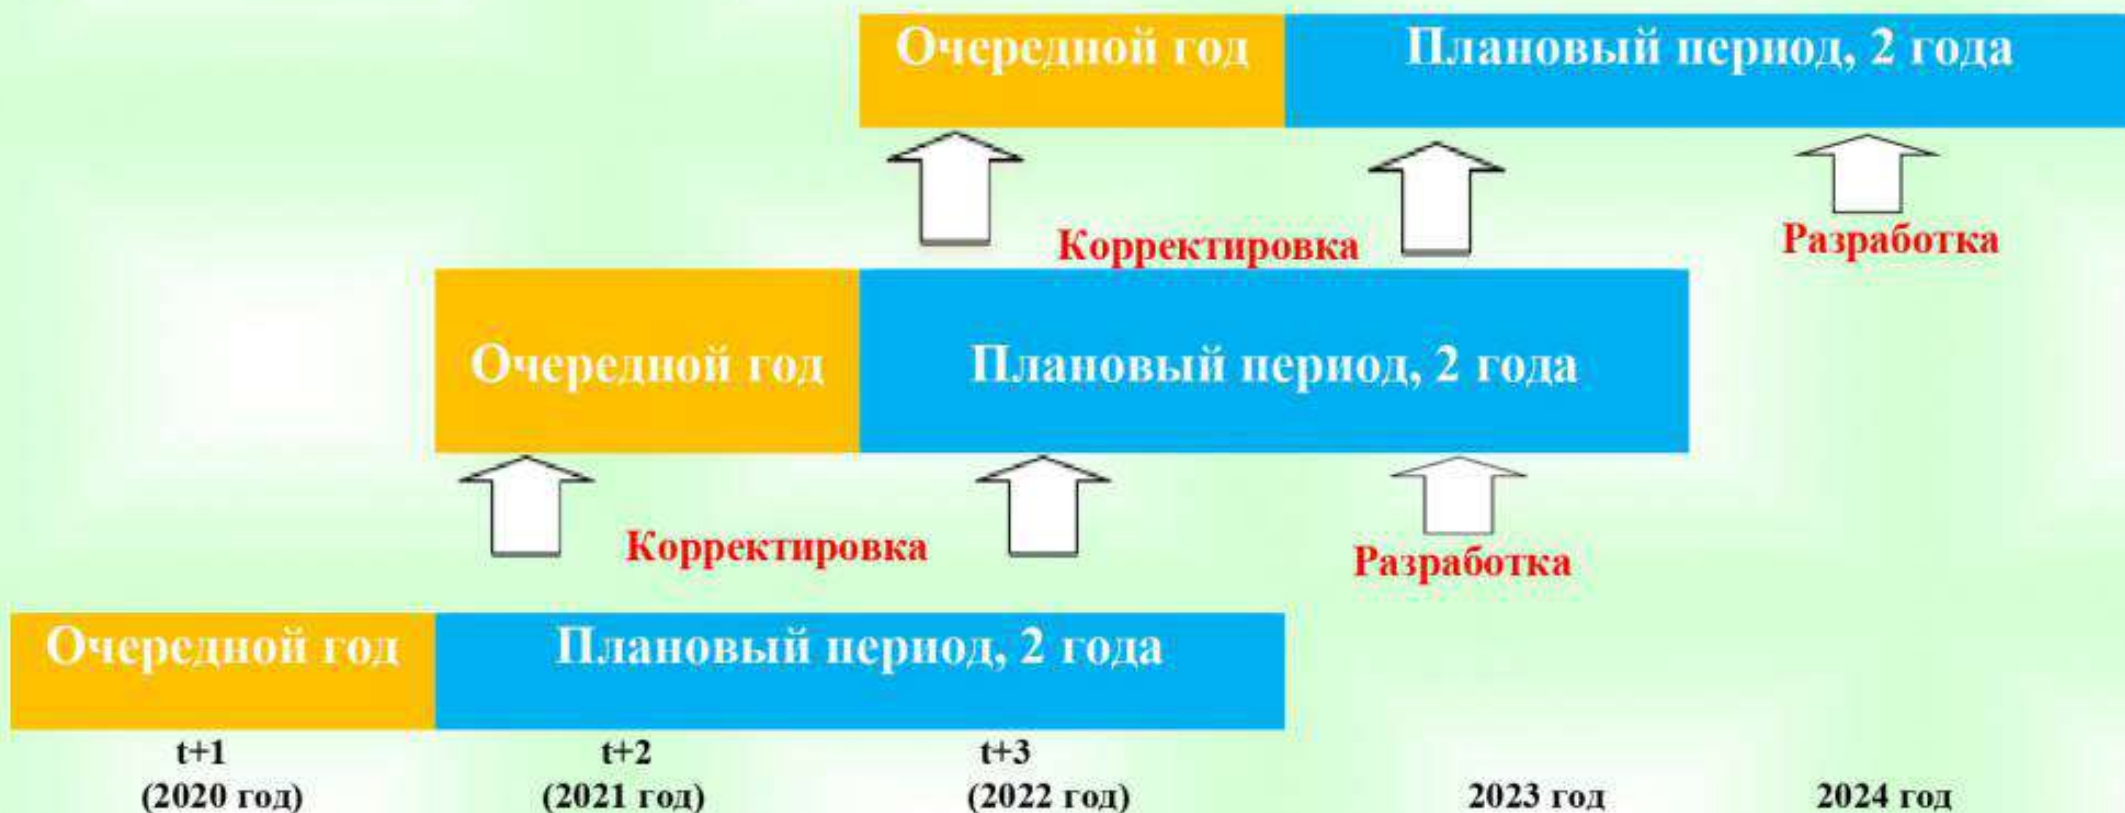 Очередной год
Плановый период, 2 года
Корректировка
Разработка
Очередной год
Плановый период, 2 года
Корректировка
Разработка
Очередной год
Плановый период, 2 года
t+1
t+2
t+3
(2020 год)
(2021 год)
(2022 год)
2023 год
2024 год